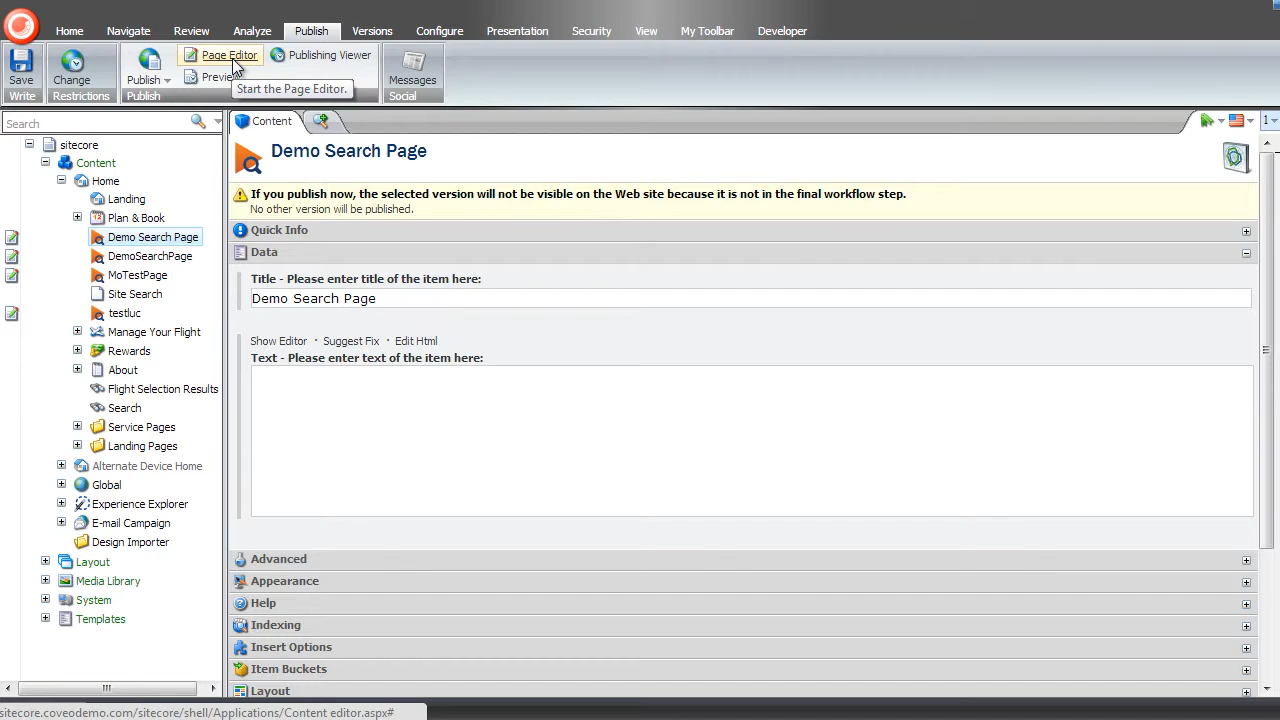 Home Navigate Review Analyze Publish Versions Configure Presentation Security View My Toolbar Developer
Save
Write
Change
Restrictions
Publish
Page Editor
Preview
Publishing Viewer
Publish
Messages
Social
Start the Page Editor.
Search
Content
1
sitecore
Content
Home
Landing
Plan & Book
Demo Search Page
DemoSearchPage
MoTestPage
Site Search
testluc
Manage Your Flight
Rewards
About
Flight Selection Results
Search
Service Pages
Landing Pages
Alternate Device Home
Global
Experience Explorer
E-mail Campaign
Design Importer
Layout
Media Library
System
Templates
Demo Search Page
If you publish now, the selected version will not be visible on the Web site because it is not in the final workflow step.
No other version will be published.
Quick Info
Data
Title - Please enter title of the item here:
Demo Search Page
Show Editor · Suggest Fix · Edit Html
Text - Please enter text of the item here:
Advanced
Appearance
Help
Indexing
Insert Options
Item Buckets
Layout
sitecore.coveodemo.com/sitecore/shell/Applications/Content editor.aspx#